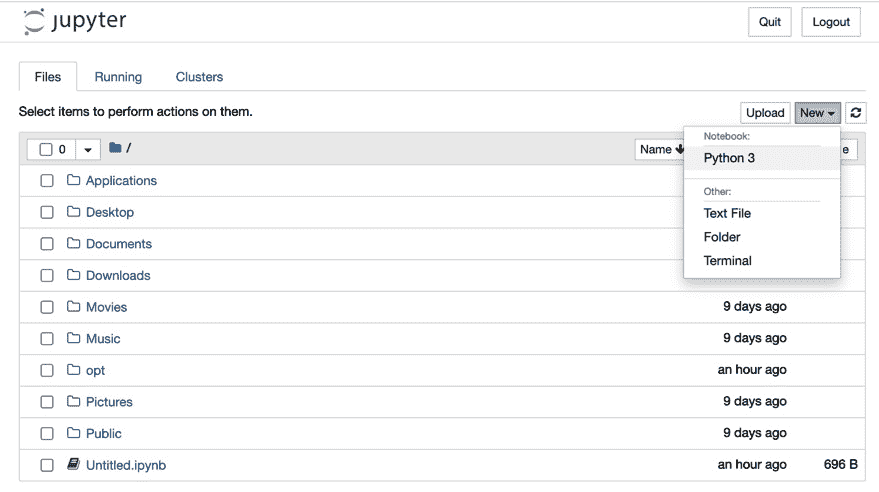 jupyter
Quit Logout
Files Running Clusters
Select items to perform actions on them.
Upload New
0 / Name e
Notebook:
Python 3
Applications
Other:
Desktop Text File
Documents Folder
Downloads Terminal
Movies 9 days ago
Music 9 days ago
opt an hour ago
Pictures 9 days ago
Public 9 days ago
Untitled.ipynb an hour ago 696 B